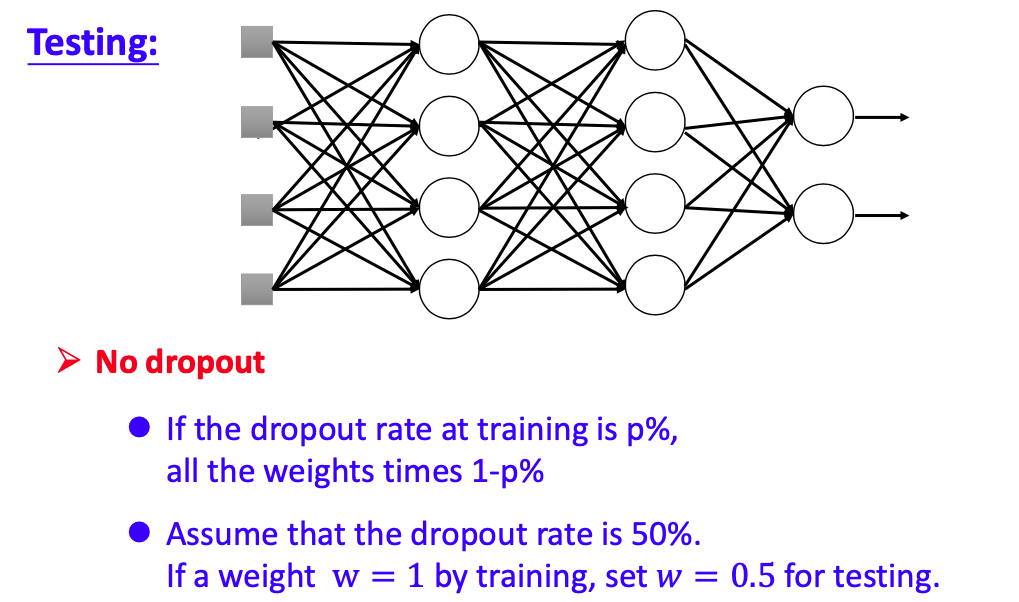 Testing:
No dropout
If the dropout rate at training is p%,
all the weights times 1-p%
Assume that the dropout rate is 50%.
If a weight w = 1 by training, set 𝑤 = 0.5 for testing.